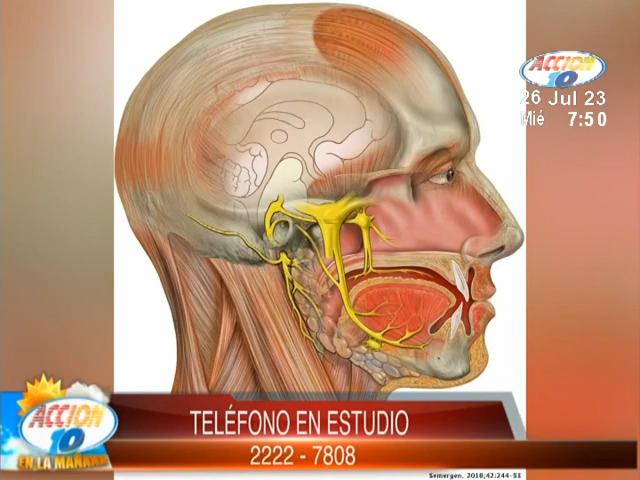 ACCION
10
26 Jul 23
Mié 7:50
ACCION
10
EN LA MAÑANA
TELÉFONO EN ESTUDIO
2222 - 7808
Semergen. 2016;42:244-53